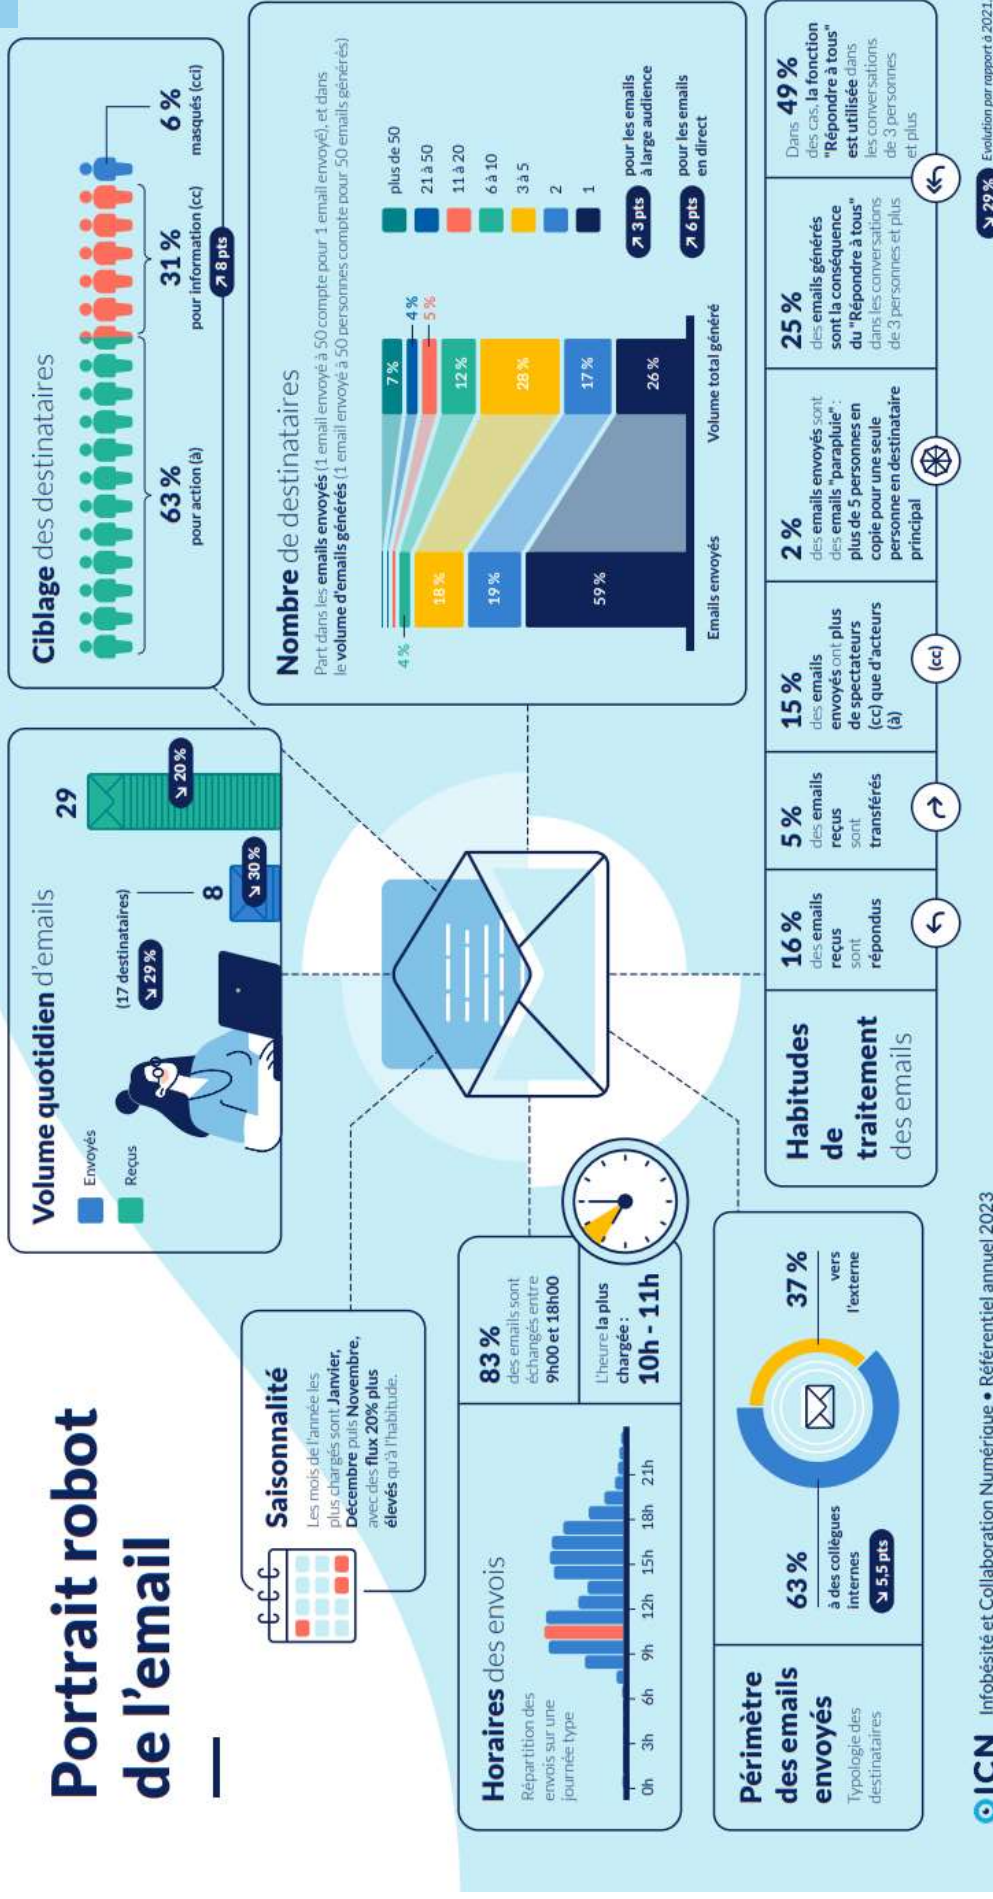 Portrait robot
de l'email
Volume quotidien d'emails
Envoyés
Reçus
(17 destinataires)
↘ 29 %
8
↘ 30 %
29
↘ 20 %
Ciblage des destinataires
63 %
pour action (à)
31 %
pour information (cc)
↗ 8 pts
6 %
masqués (cci)
Saisonnalité
Les mois de l'année les
plus chargés sont Janvier,
Décembre puis Novembre,
avec des flux 20% plus
élevés qu'à l'habitude.
Nombre de destinataires
Part dans les emails envoyés (1 email envoyé à 50 compte pour 1 email envoyé), et dans
le volume d'emails générés (1 email envoyé à 50 personnes compte pour 50 emails générés)
4 %
18 %
19 %
59 %
Emails envoyés
7 %
4 %
5 %
12 %
28 %
17 %
26 %
Volume total généré
plus de 50
21 à 50
11 à 20
6 à 10
3 à 5
2
1
↗ 3 pts
pour les emails
à large audience
↗ 6 pts
pour les emails
en direct
Horaires des envois
Répartition des
envois sur une
journée type
0h 3h 6h 9h 12h 15h 18h 21h
83 %
des emails sont
échangés entre
9h00 et 18h00
L'heure la plus
chargée :
10h - 11h
Périmètre
des emails
envoyés
Typologie des
destinataires
63 %
à des collègues
internes
↘ 5,5 pts
37 %
vers
l'externe
Habitudes
de
traitement
des emails
16 %
des emails
reçus
sont
répondus
5 %
des emails
reçus
sont
transférés
15 %
des emails
envoyés ont plus
de spectateurs
(cc) que d'acteurs
(à)
(cc)
2 %
des emails envoyés sont
des emails "parapluie" :
plus de 5 personnes en
copie pour une seule
personne en destinataire
principal
25 %
des emails générés
sont la conséquence
du "Répondre à tous"
dans les conversations
de 3 personnes et plus
Dans 49 %
des cas, la fonction
"Répondre à tous"
est utilisée dans
les conversations
de 3 personnes
et plus
OICN Infobésité et Collaboration Numérique • Référentiel annuel 2023
↘ 29 % Evolution par rapport à 2021.